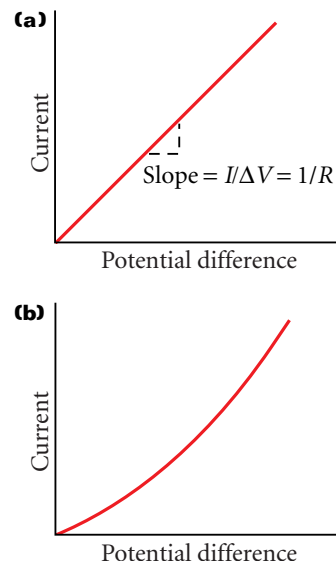 (a)
Current
Slope = I/ΔV = 1/R
Potential difference
(b)
Current
Potential difference